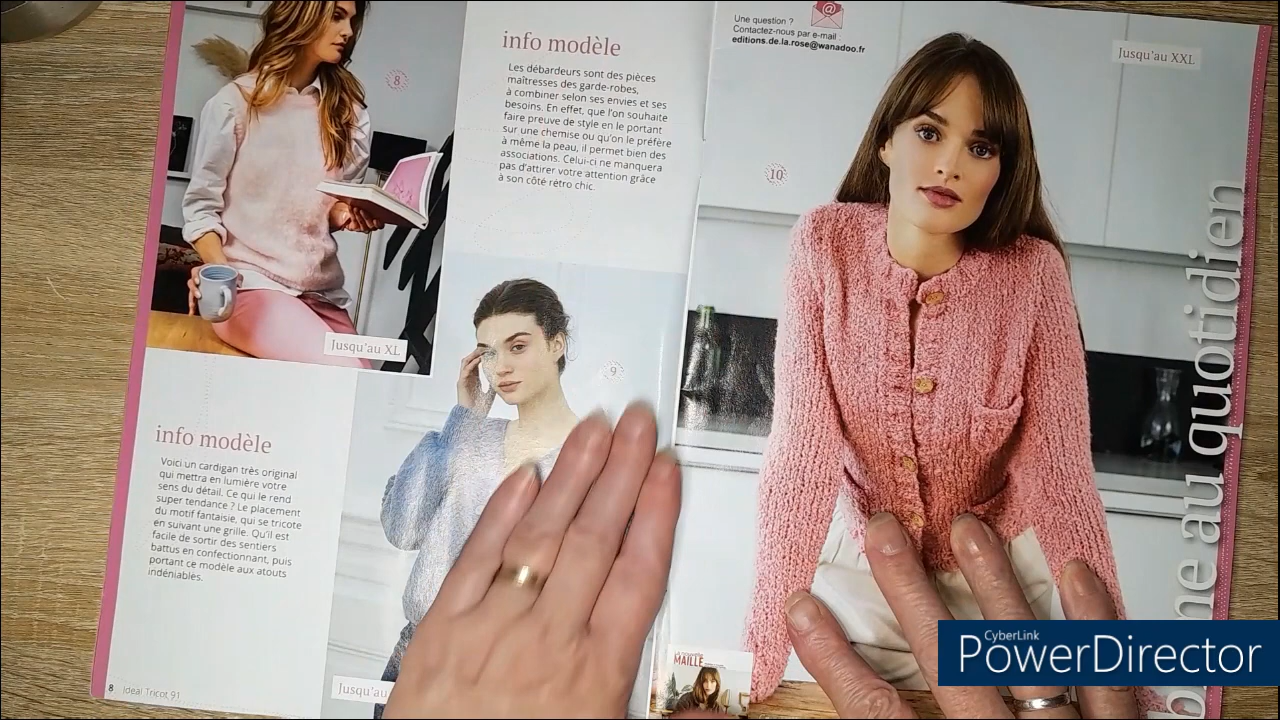 8
Jusqu'au XL
info modèle
Les débardeurs sont des pièces
maîtresses des garde-robes,
à combiner selon ses envies et ses
besoins. En effet, que l'on souhaite
faire preuve de style en le portant
sur une chemise ou qu'on le préfère
à même la peau, il permet bien des
associations. Celui-ci ne manquera
pas d'attirer votre attention grâce
à son côté rétro chic.
info modèle
Voici un cardigan très original
qui mettra en lumière votre
sens du détail. Ce qui le rend
super tendance ? Le placement
du motif fantaisie, qui se tricote
en suivant une grille. Qu'il est
facile de sortir des sentiers
battus en confectionnant, puis
portant ce modèle aux atouts
indéniables.
9
Jusqu'au
8 Idéal Tricot 91
Une question ?
Contactez-nous par e-mail :
editions.de.la.rose@wanadoo.fr
@
Jusqu'au XXL
10
au quotidien
MAILLE
CyberLink
PowerDirector